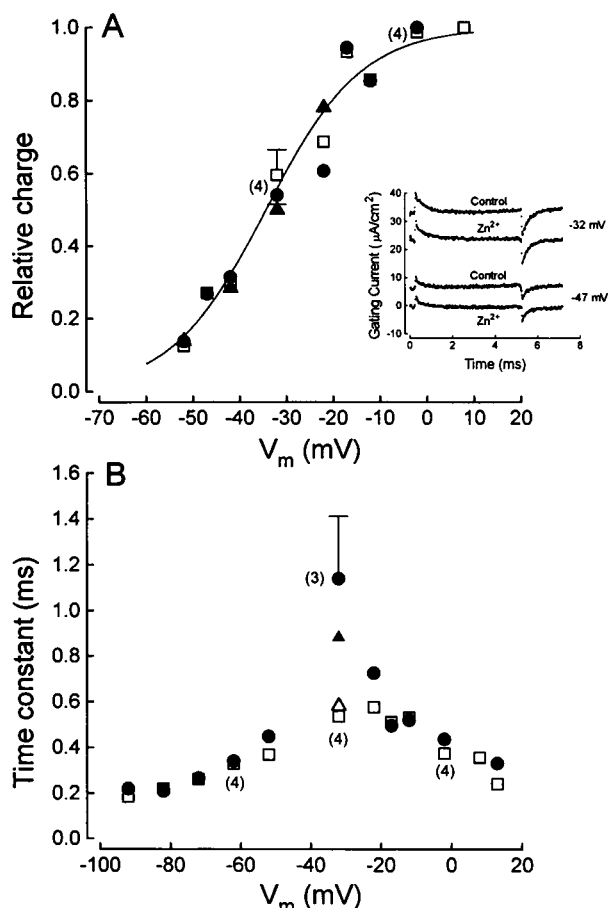 A
1.0
0.8
0.6
0.4
0.2
0.0
Relative charge
(4)
(4)
-70 -60 -50 -40 -30 -20 -10 0 10 20
V_m (mV)
40
30
20
10
0
-10
Gating Current ( μA/cm²)
Control
Zn²⁺
-32 mV
Control
Zn²⁺
-47 mV
0 2 4 6 8
Time (ms)
B
1.6
1.4
1.2
1.0
0.8
0.6
0.4
0.2
0.0
Time constant (ms)
(3)
(4)
(4)
(4)
-100 -80 -60 -40 -20 0 20
V_m (mV)